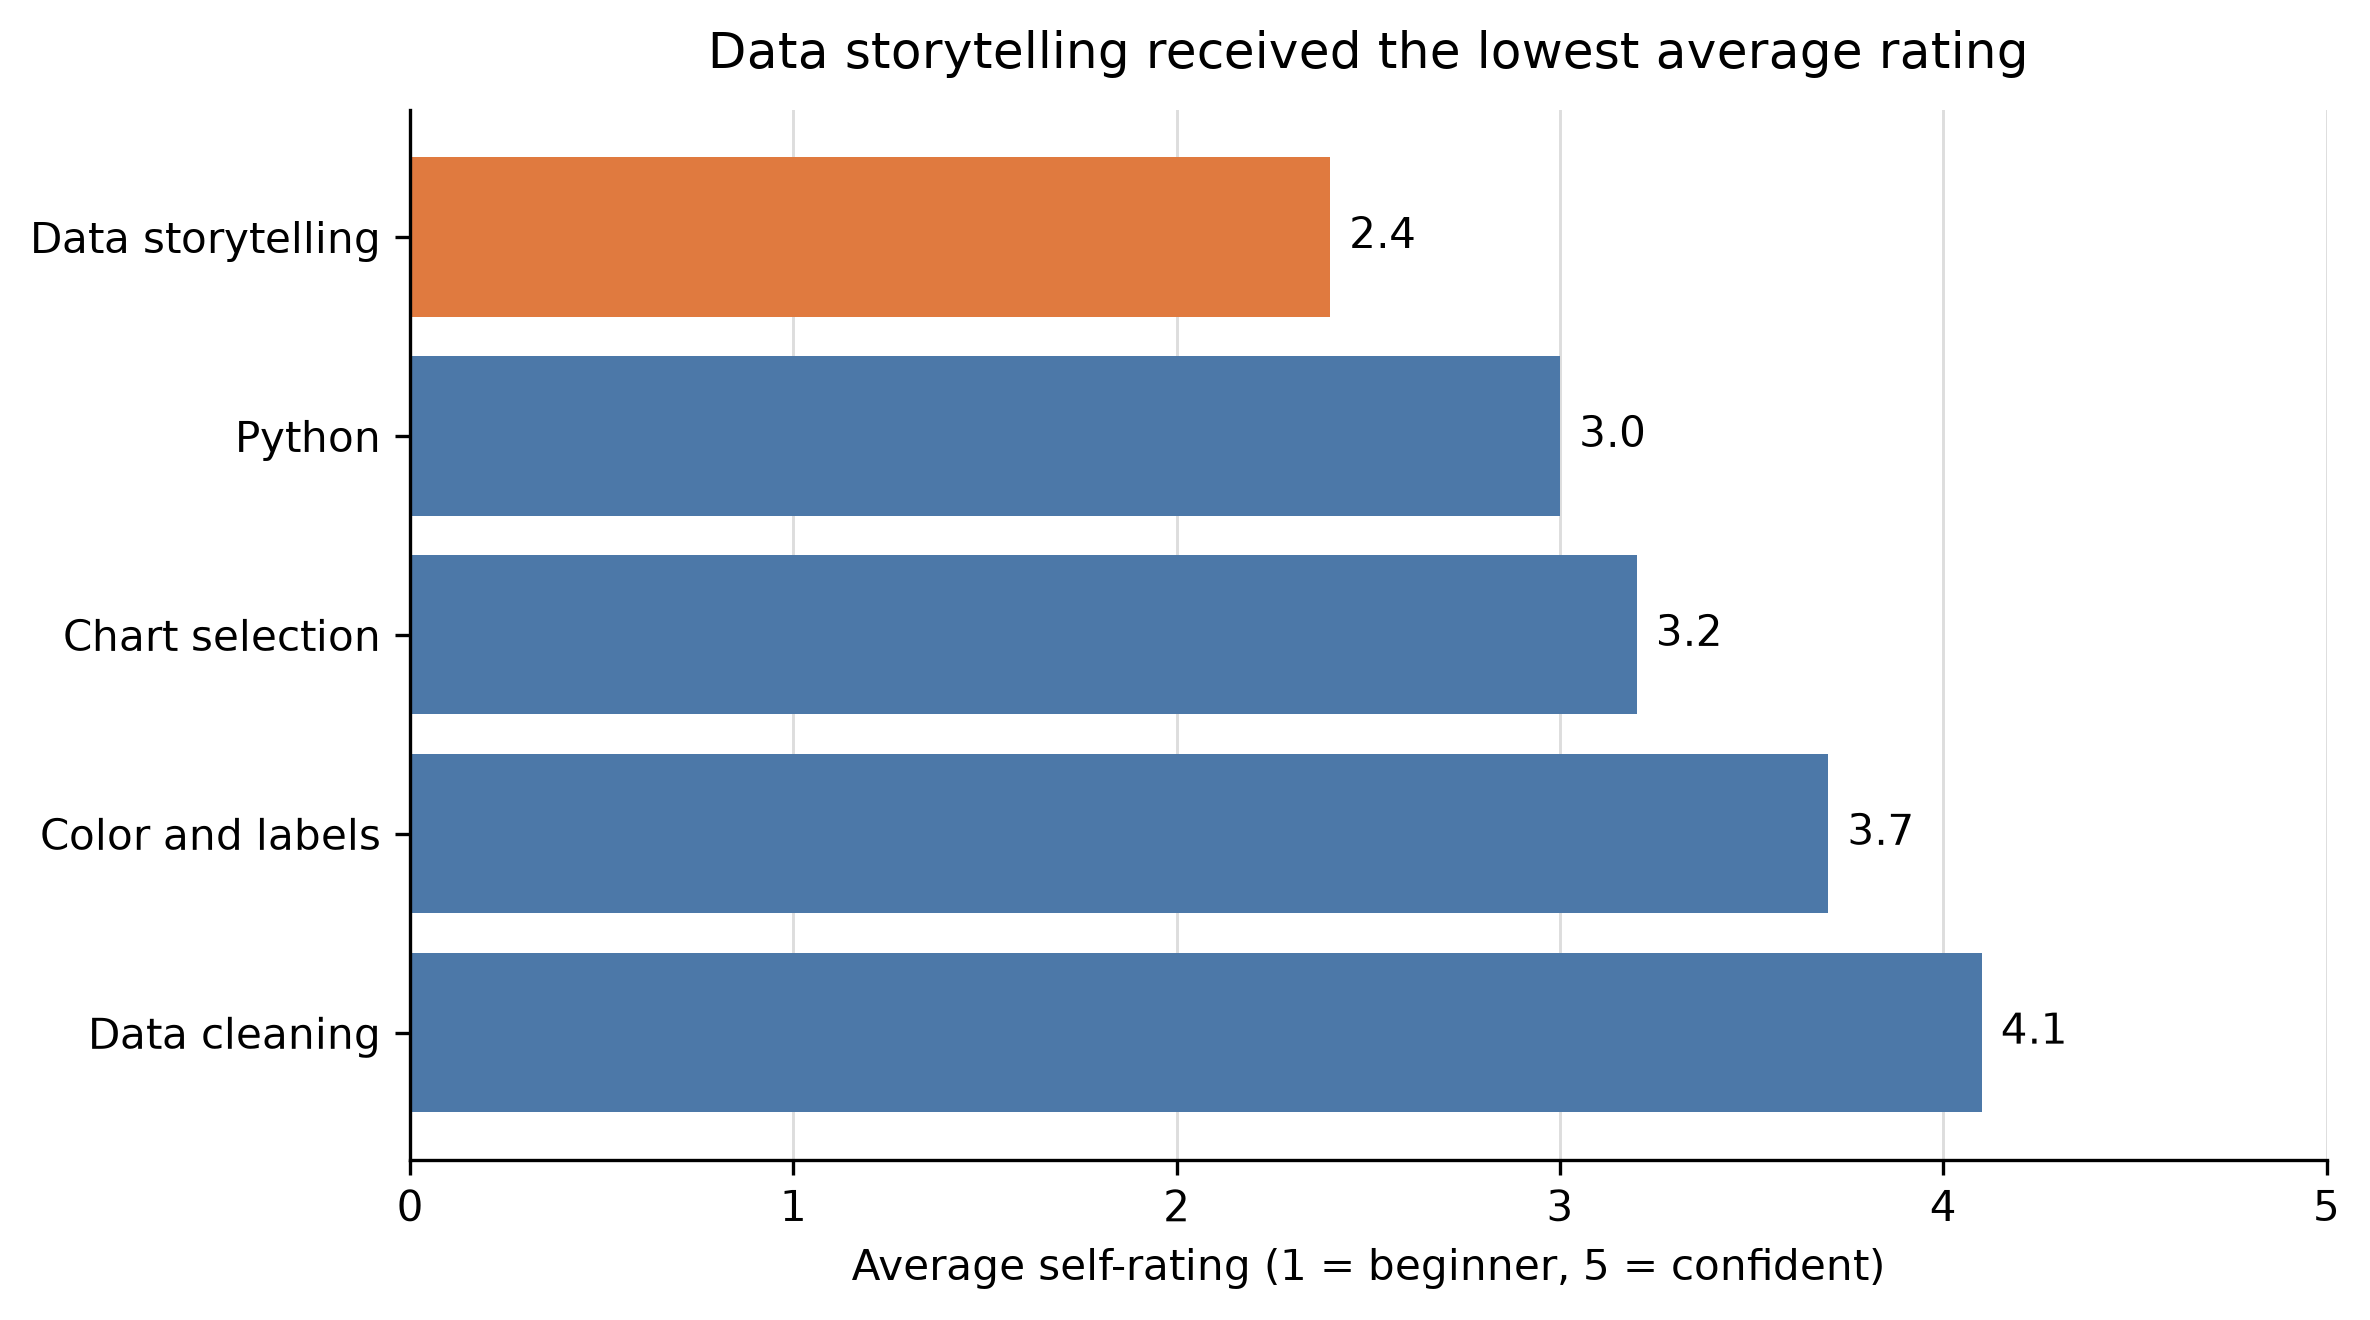 Data storytelling received the lowest average rating
Data storytelling
2.4
Python
3.0
Chart selection
3.2
Color and labels
3.7
Data cleaning
4.1
0 1 2 3 4 5
Average self-rating (1 = beginner, 5 = confident)